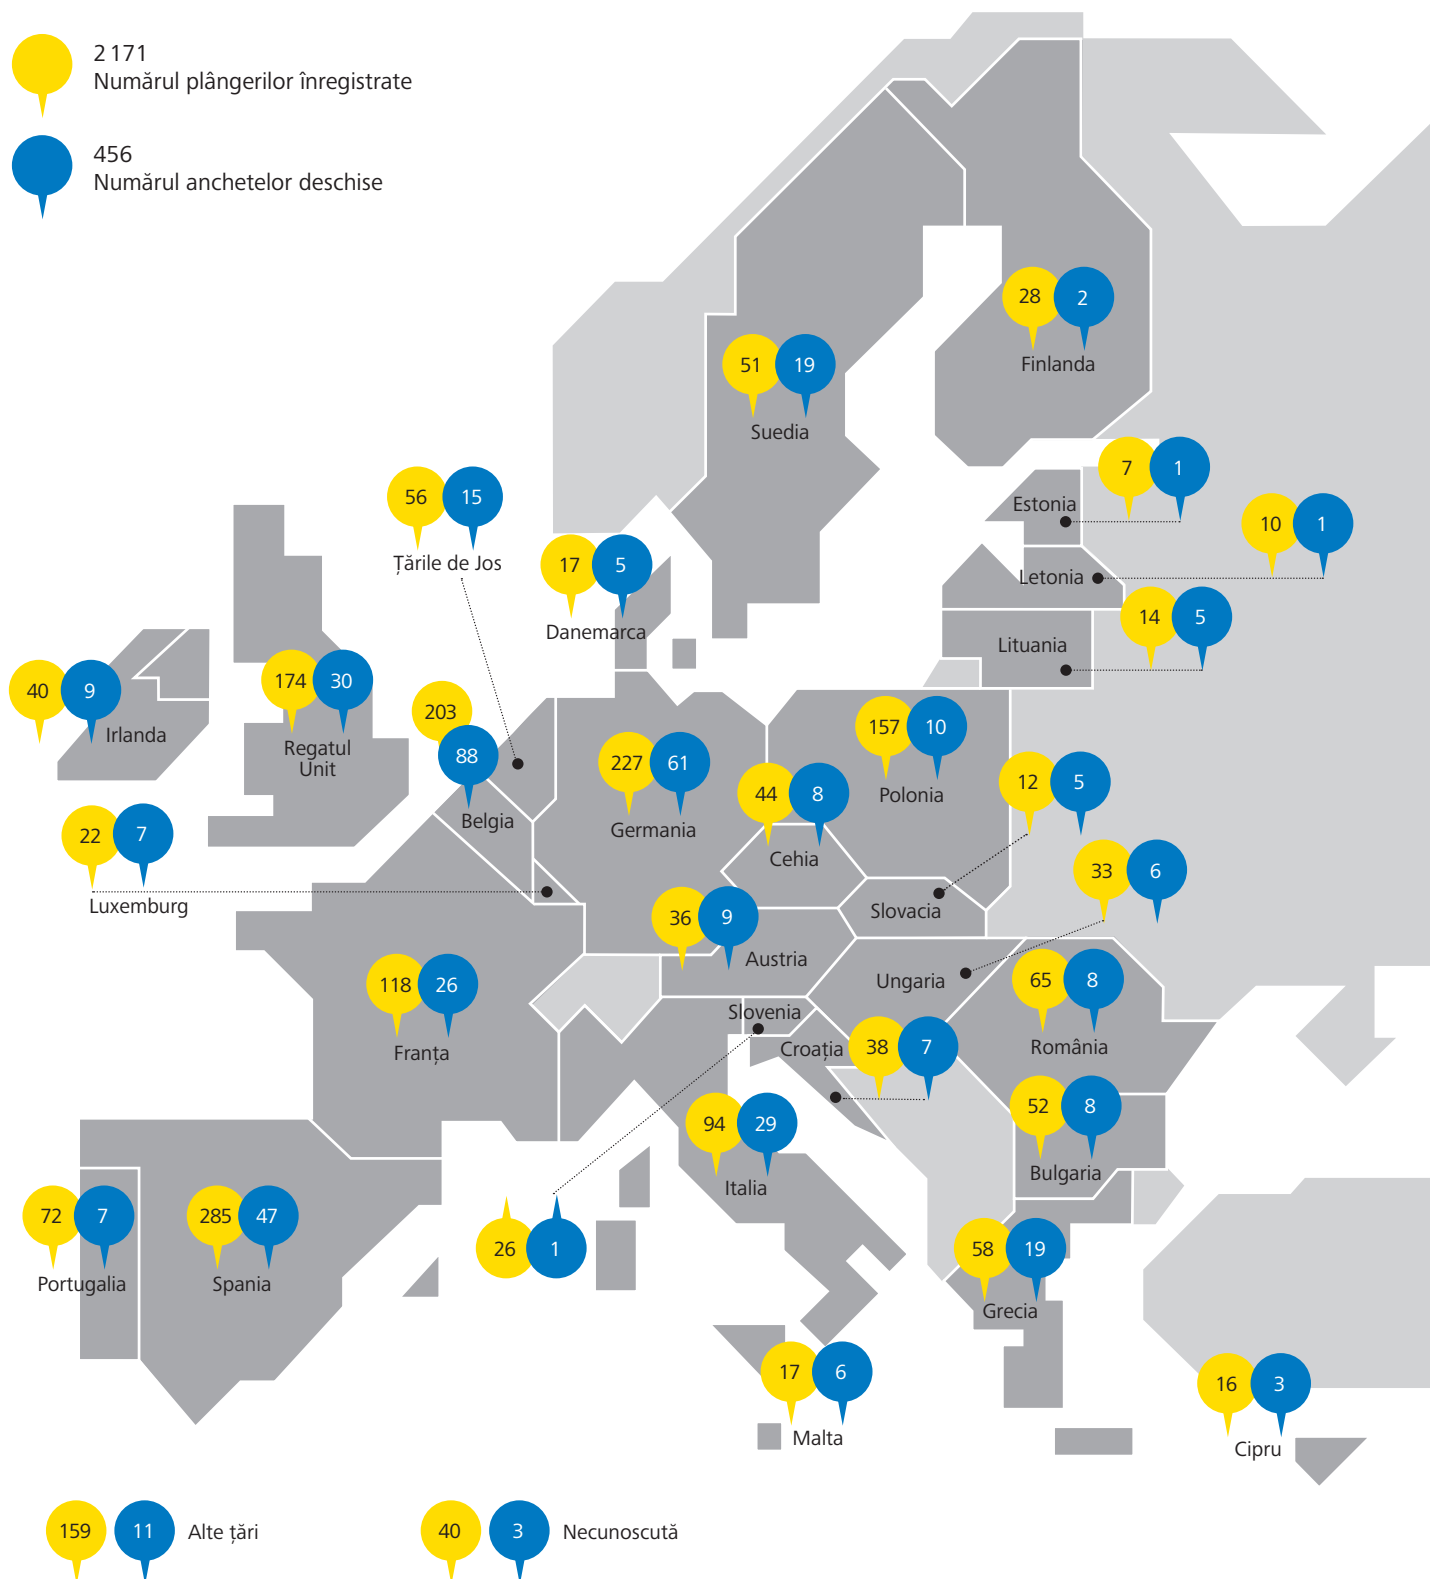 2 171
Numărul plângerilor înregistrate
456
Numărul anchetelor deschise
28 2
Finlanda
51 19
Suedia
7 1
Estonia
56 15
Țările de Jos
10 1
Letonia
17 5
Danemarca
14 5
Lituania
40 9
Irlanda
174 30
Regatul
Unit
203
88
Belgia
227 61
Germania
157 10
Polonia
44 8
Cehia
12 5
Slovacia
22 7
Luxemburg
33 6
Ungaria
36 9
Austria
118 26
Franța
65 8
România
Slovenia
26 1
Croația
38 7
52 8
Bulgaria
94 29
Italia
72 7
Portugalia
285 47
Spania
58 19
Grecia
17 6
Malta
16 3
Cipru
159 11 Alte țări
40 3 Necunoscută